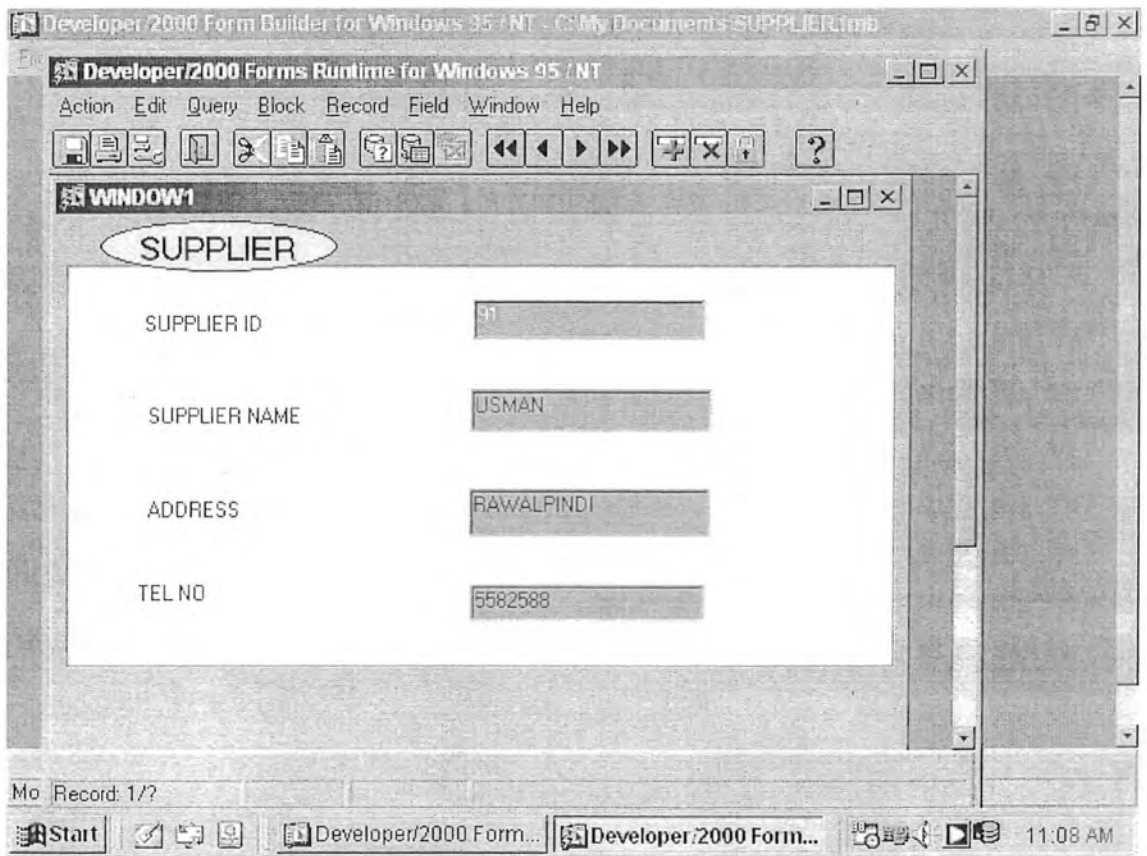 Developer/2000 Form Builder for Windows 95 / NT - C:\My Documents\SUPPLIER.fmb
Developer/2000 Forms Runtime for Windows 95 / NT
Action Edit Query Block Record Field Window Help
WINDOW1
SUPPLIER
SUPPLIER ID 91
SUPPLIER NAME USMAN
ADDRESS RAWALPINDI
TEL NO 5582588
Mo Record: 1/?
Start Developer/2000 Form... Developer/2000 Form... 11:08 AM